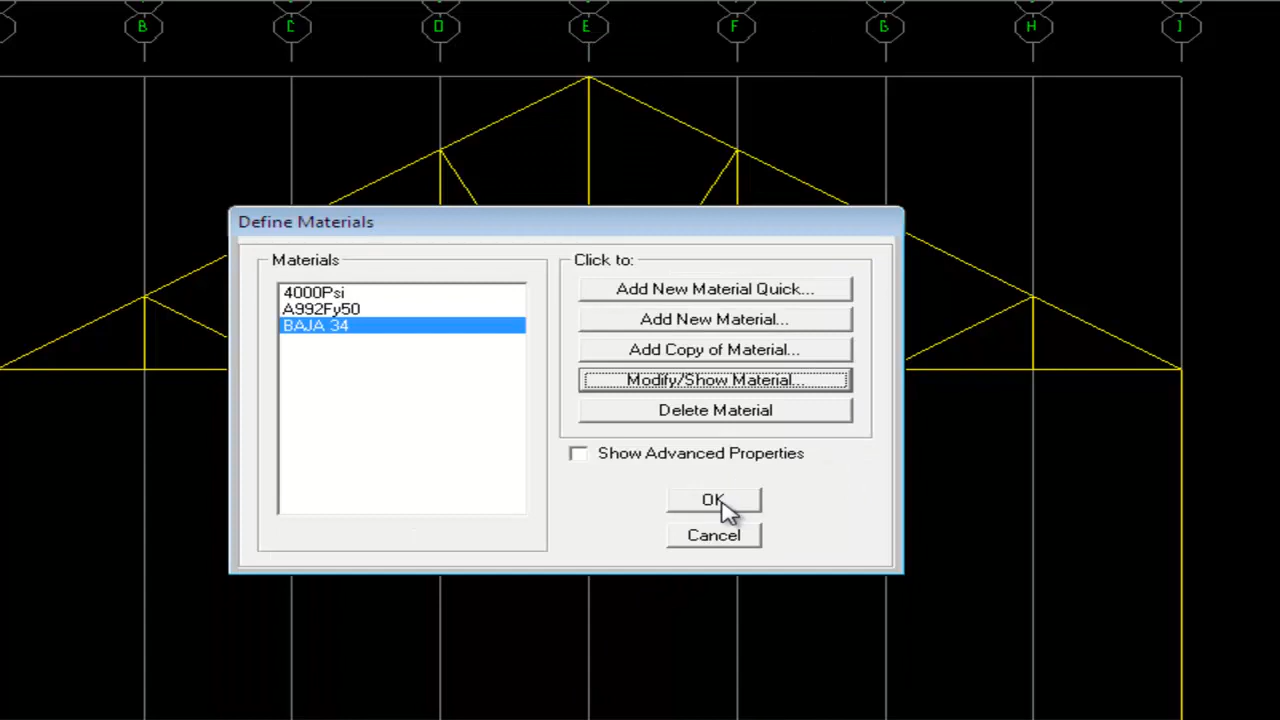 B C D E F G H I
Define Materials
Materials
4000Psi
A992Fy50
BAJA 34
Click to:
Add New Material Quick...
Add New Material...
Add Copy of Material...
Modify/Show Material...
Delete Material
Show Advanced Properties
OK
Cancel